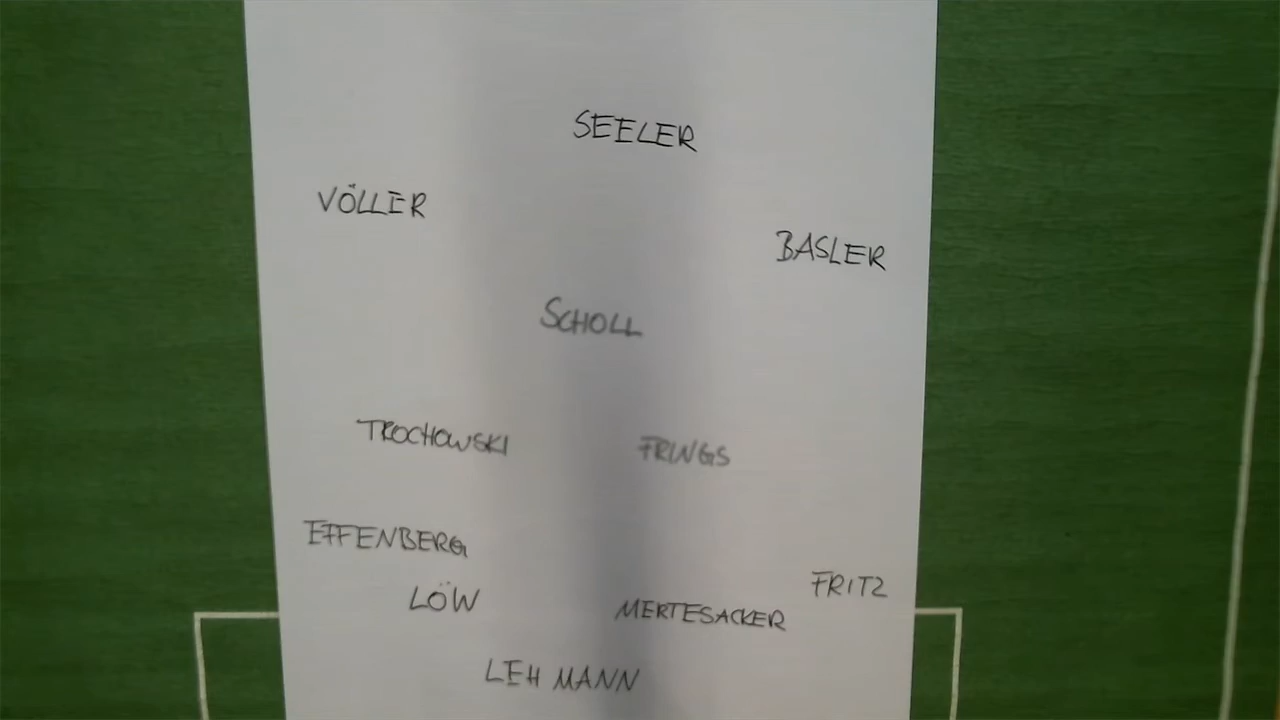 SEELER
VÖLLER
BASLER
SCHOLL
TROCHOWSKI FRINGS
EFFENBERG
FRITZ
LÖW MERTESACKER
LEHMANN